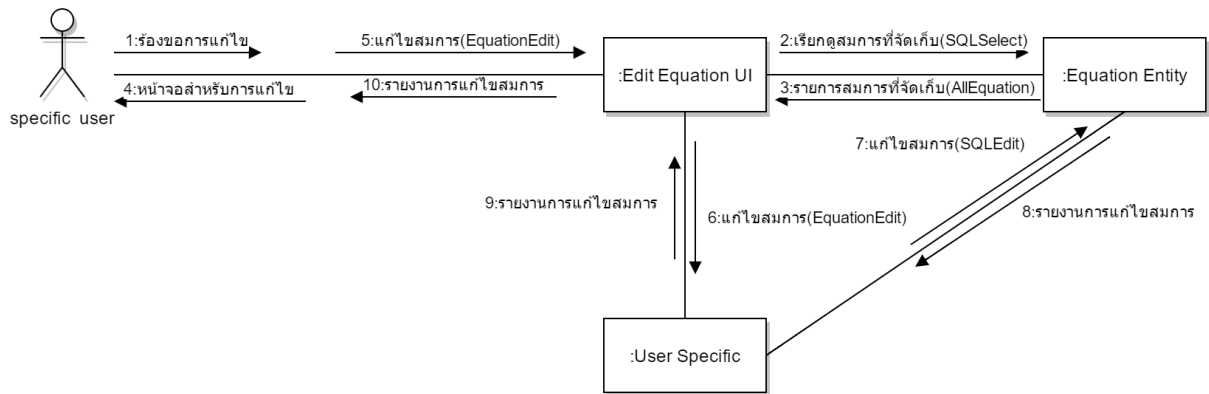 1:ร้องขอการแก้ไข
5:แก้ไขสมการ(EquationEdit)
2:เรียกดูสมการที่จัดเก็บ(SQLSelect)
:Edit Equation UI
:Equation Entity
4:หน้าจอสำหรับการแก้ไข
10:รายงานการแก้ไขสมการ
3:รายการสมการที่จัดเก็บ(AllEquation)
specific user
7:แก้ไขสมการ(SQLEdit)
9:รายงานการแก้ไขสมการ
6:แก้ไขสมการ(EquationEdit)
8:รายงานการแก้ไขสมการ
:User Specific